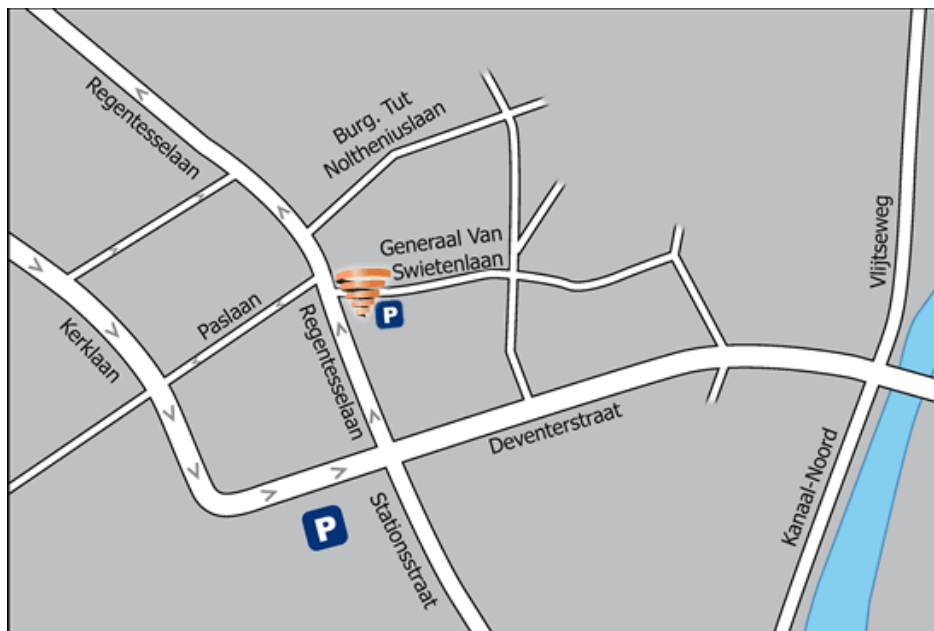 Regentesselaan
Burg. Tut
Noltheniuslaan
Generaal Van
Swietenlaan
Vlijtseweg
Paslaan
Kerklaan
Regentesselaan
P
Deventerstraat
Kanaal-Noord
P
Stationsstraat